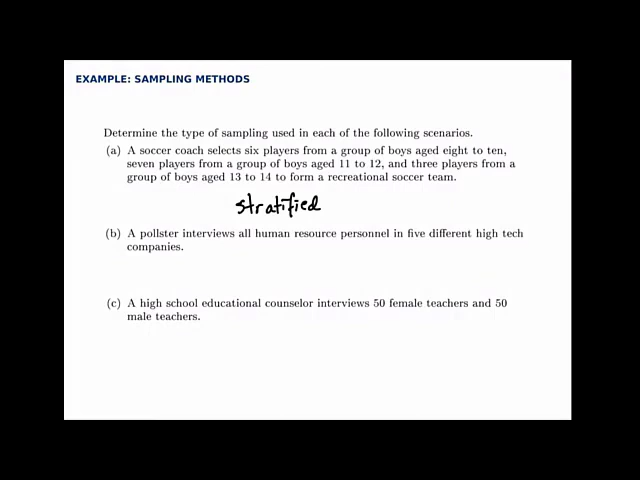 EXAMPLE: SAMPLING METHODS
Determine the type of sampling used in each of the following scenarios.
(a) A soccer coach selects six players from a group of boys aged eight to ten,
seven players from a group of boys aged 11 to 12, and three players from a
group of boys aged 13 to 14 to form a recreational soccer team.
stratified
(b) A pollster interviews all human resource personnel in five different high tech
companies.
(c) A high school educational counselor interviews 50 female teachers and 50
male teachers.